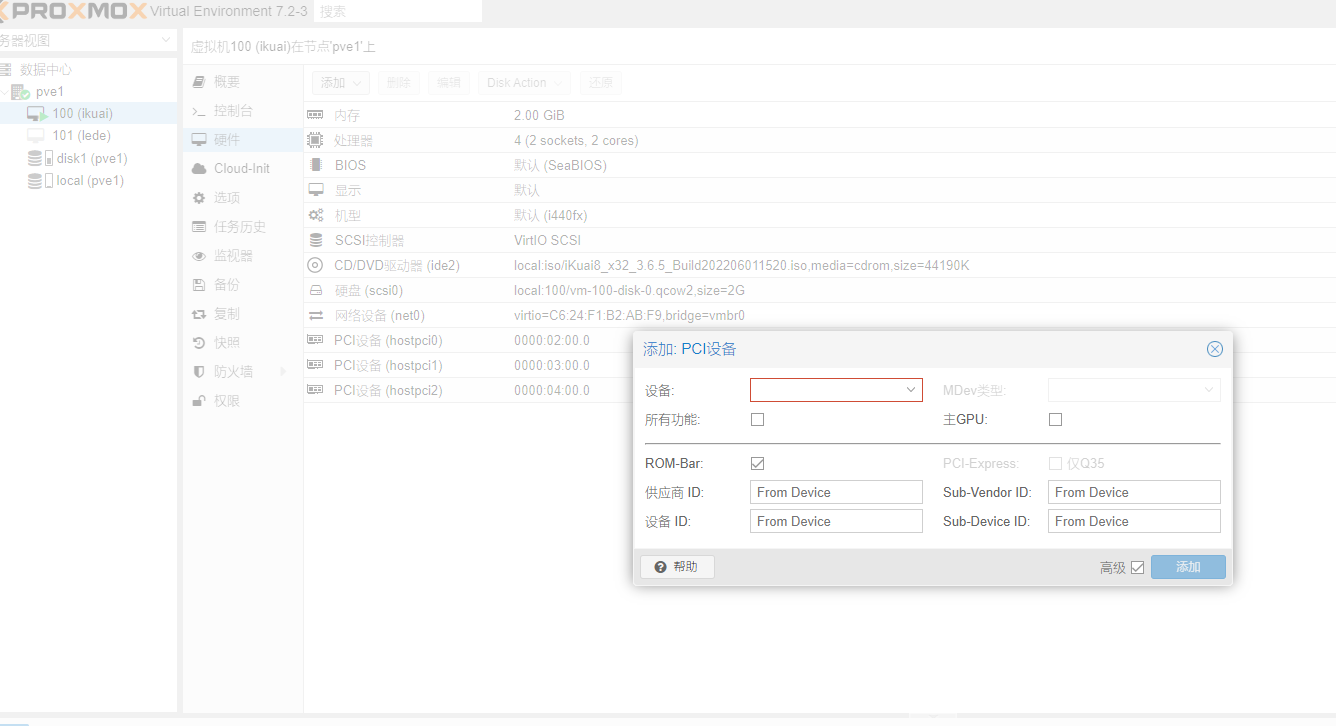 PROXMOX Virtual Environment 7.2-3 搜索
务器视图
虚拟机100 (ikuai)在节点'pve1'上
数据中心
pve1
100 (ikuai)
101 (lede)
disk1 (pve1)
local (pve1)
概要
控制台
硬件
Cloud-Init
选项
任务历史
监视器
备份
复制
快照
防火墙
权限
添加 删除 编辑 Disk Action 还原
内存 2.00 GiB
处理器 4 (2 sockets, 2 cores)
BIOS 默认 (SeaBIOS)
显示 默认
机型 默认 (i440fx)
SCSI控制器 VirtIO SCSI
CD/DVD驱动器 (ide2) local:iso/iKuai8_x32_3.6.5_Build202206011520.iso,media=cdrom,size=44190K
硬盘 (scsi0) local:100/vm-100-disk-0.qcow2,size=2G
网络设备 (net0) virtio=C6:24:F1:B2:AB:F9,bridge=vmbr0
PCI设备 (hostpci0) 0000:02:00.0
PCI设备 (hostpci1) 0000:03:00.0
PCI设备 (hostpci2) 0000:04:00.0
添加: PCI设备
设备: MDev类型:
所有功能: 主GPU:
ROM-Bar: PCI-Express: 仅Q35
供应商 ID: From Device Sub-Vendor ID: From Device
设备 ID: From Device Sub-Device ID: From Device
帮助 高级 添加